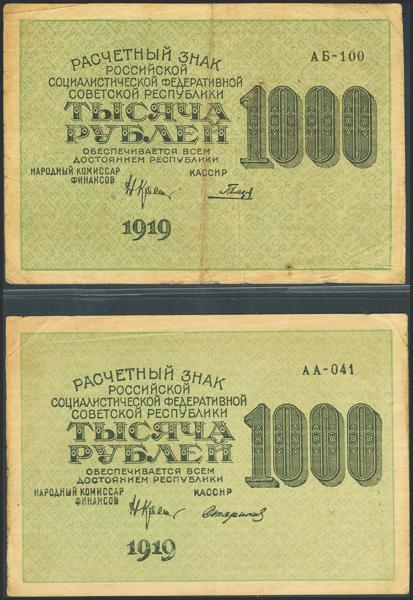 РАСЧЕТНЫЙ ЗНАК
РОССИЙСКОЙ
СОЦИАЛИСТИЧЕСКОЙ ФЕДЕРАТИВНОЙ
СОВЕТСКОЙ РЕСПУБЛИКИ
ТЫСЯЧА
РУБЛЕЙ
ОБЕСПЕЧИВАЕТСЯ ВСЕМ
ДОСТОЯНИЕМ РЕСПУБЛИКИ
НАРОДНЫЙ КОМИССАР
ФИНАНСОВ
КАССИР
1919
АБ-100
1000
РАСЧЕТНЫЙ ЗНАК
РОССИЙСКОЙ
СОЦИАЛИСТИЧЕСКОЙ ФЕДЕРАТИВНОЙ
СОВЕТСКОЙ РЕСПУБЛИКИ
ТЫСЯЧА
РУБЛЕЙ
ОБЕСПЕЧИВАЕТСЯ ВСЕМ
ДОСТОЯНИЕМ РЕСПУБЛИКИ
НАРОДНЫЙ КОМИССАР
ФИНАНСОВ
КАССИР
1919
АА-041
1000